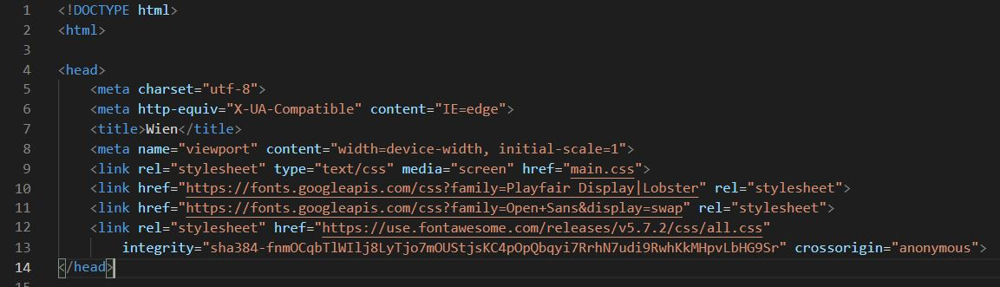 1 <!DOCTYPE html>
2 <html>
3
4 <head>
5 <meta charset="utf-8">
6 <meta http-equiv="X-UA-Compatible" content="IE=edge">
7 <title>Wien</title>
8 <meta name="viewport" content="width=device-width, initial-scale=1">
9 <link rel="stylesheet" type="text/css" media="screen" href="main.css">
10 <link href="https://fonts.googleapis.com/css?family=Playfair Display|Lobster" rel="stylesheet">
11 <link href="https://fonts.googleapis.com/css?family=Open+Sans&display=swap" rel="stylesheet">
12 <link rel="stylesheet" href="https://use.fontawesome.com/releases/v5.7.2/css/all.css"
13 integrity="sha384-fnmOCqbTlWIlj8LyTjo7mOUStjsKC4pOpQbqyi7RrhN7udi9RwhKkMHpvLbHG9Sr" crossorigin="anonymous">
14 </head>
15